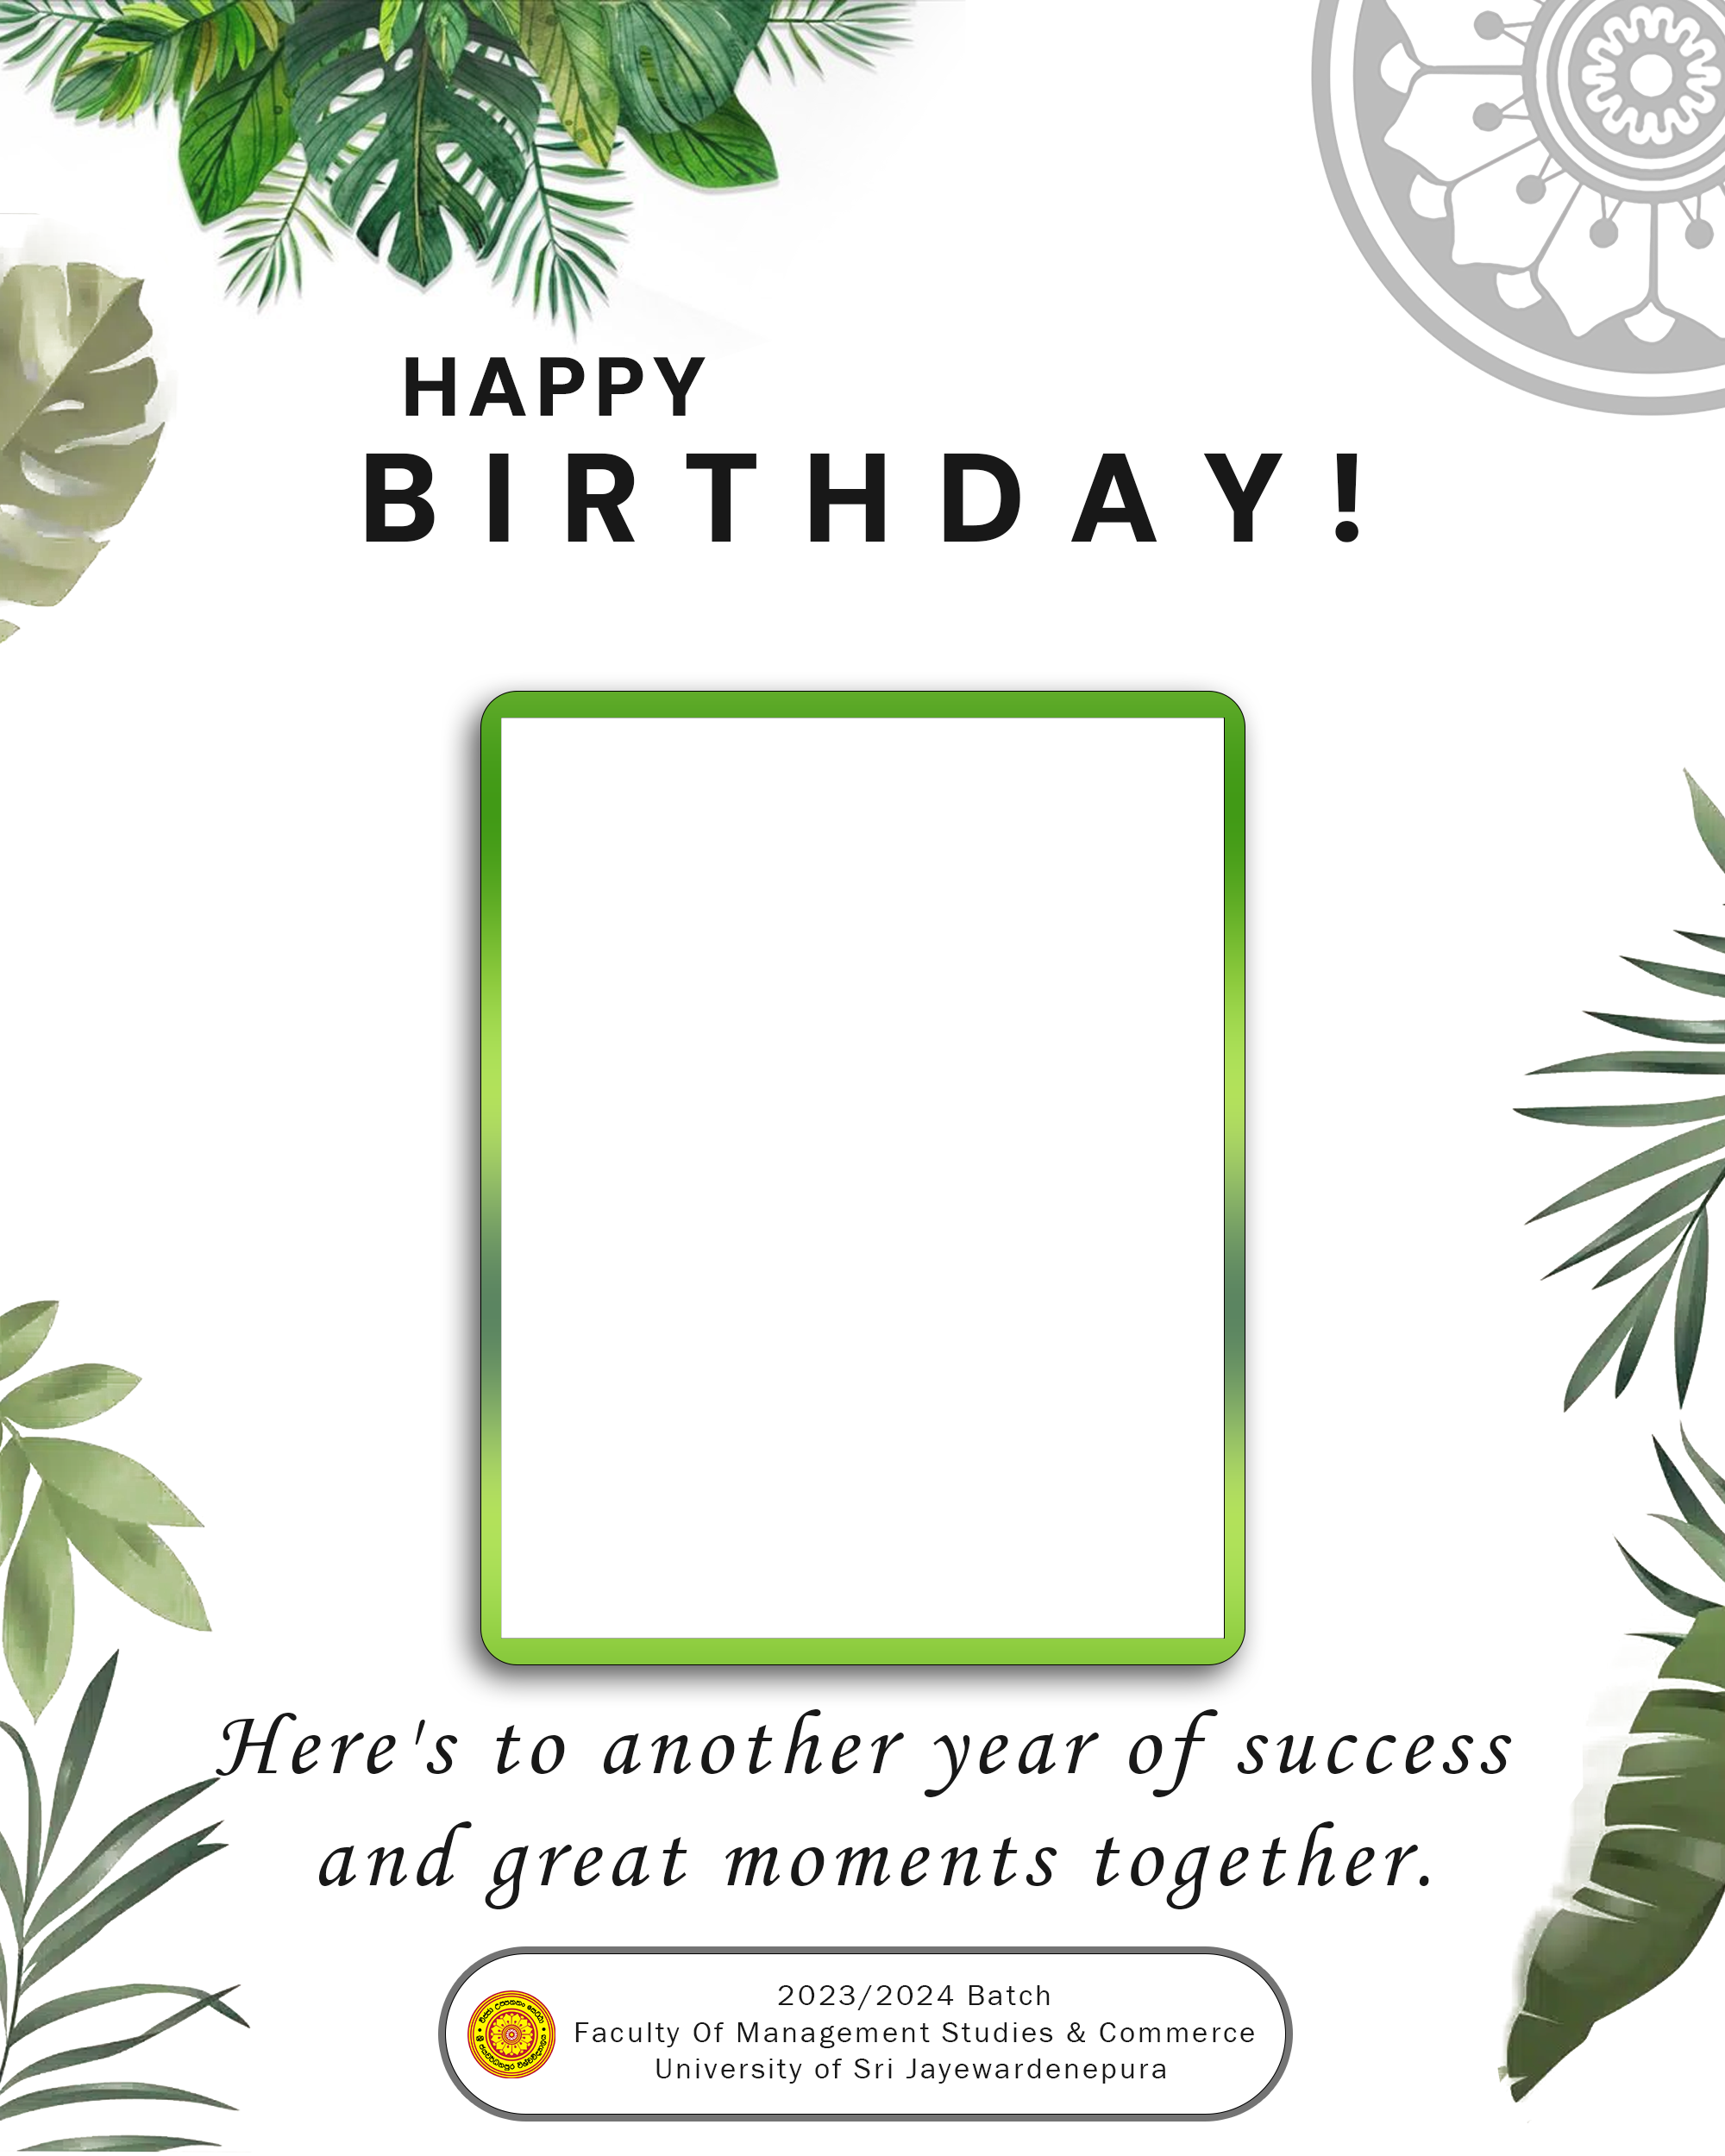 HAPPY
BIRTHDAY!
Here's to another year of success
and great moments together.
2023/2024 Batch
Faculty Of Management Studies & Commerce
University of Sri Jayewardenepura